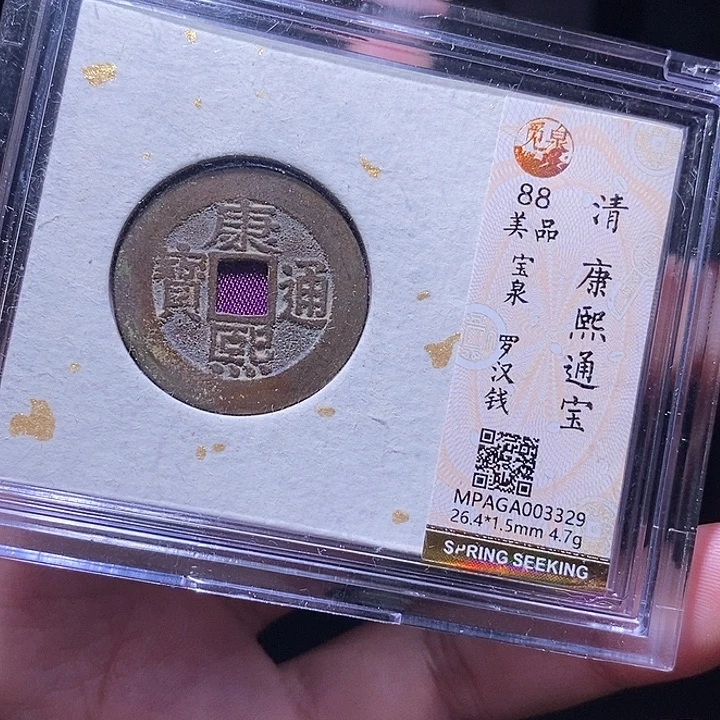 康
寶 通
熙
觅泉
88
美品
宝泉 罗汉钱
清 康熙通宝
MPAGA003329
26.4*1.5mm 4.7g
SPRING SEEKING